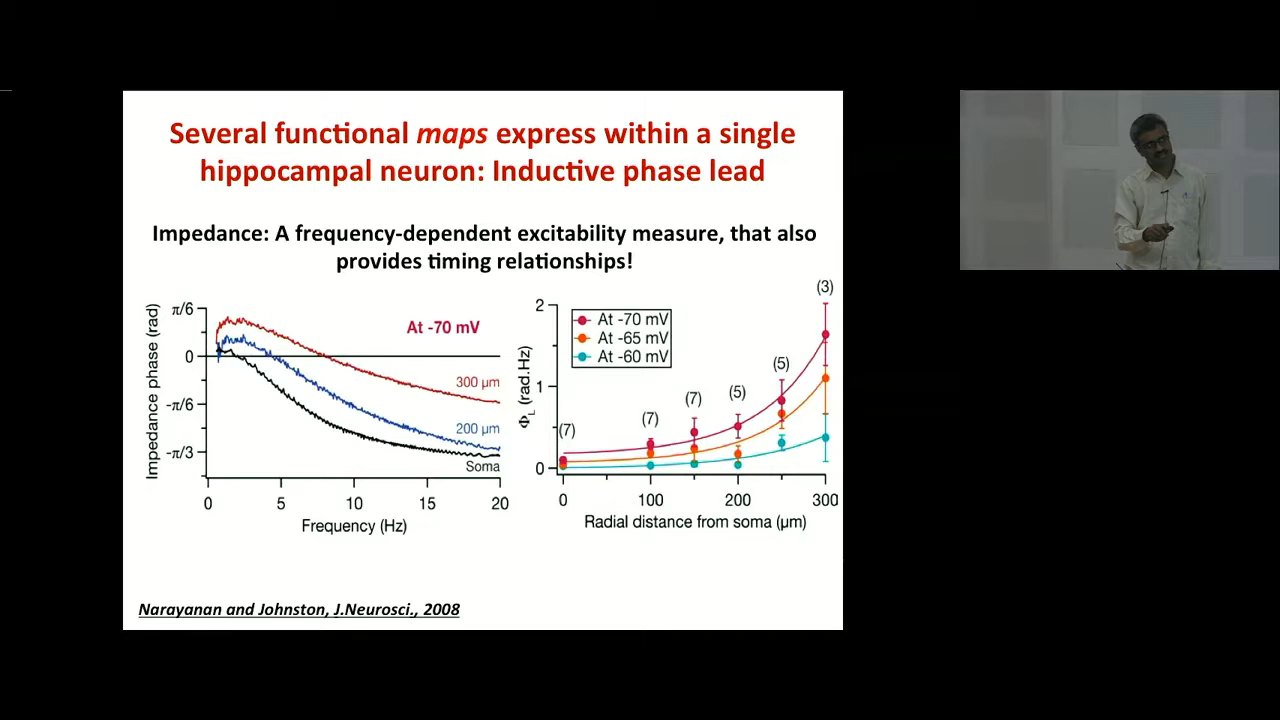 Several functional maps express within a single
hippocampal neuron: Inductive phase lead
Impedance: A frequency-dependent excitability measure, that also
provides timing relationships!
Impedance phase (rad)
π/6
0
-π/6
-π/3
At -70 mV
300 µm
200 µm
Soma
0 5 10 15 20
Frequency (Hz)
ΦL (rad.Hz)
2
1
0
At -70 mV
At -65 mV
At -60 mV
(7) (7) (7) (5) (5) (3)
0 100 200 300
Radial distance from soma (µm)
Narayanan and Johnston, J.Neurosci., 2008